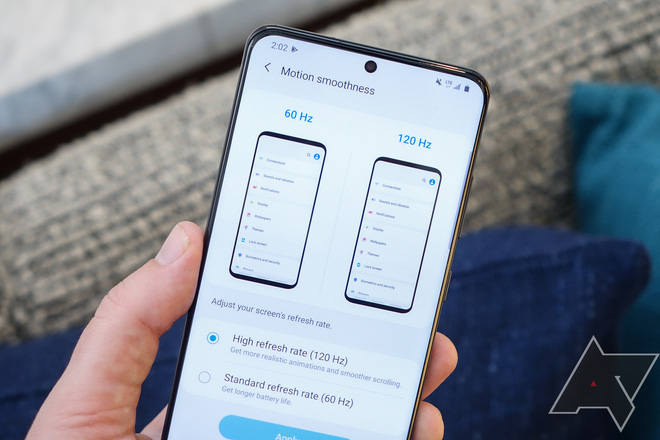 2:02
LTE
Motion smoothness
60 Hz
120 Hz
Connections
Sounds and vibration
Notifications
Display
Wallpapers
Themes
Lock screen
Biometrics and security
Connections
Sounds and vibration
Notifications
Display
Wallpapers
Themes
Lock screen
Biometrics and security
Adjust your screen's refresh rate.
High refresh rate (120 Hz)
Get more realistic animations and smoother scrolling.
Standard refresh rate (60 Hz)
Get longer battery life.